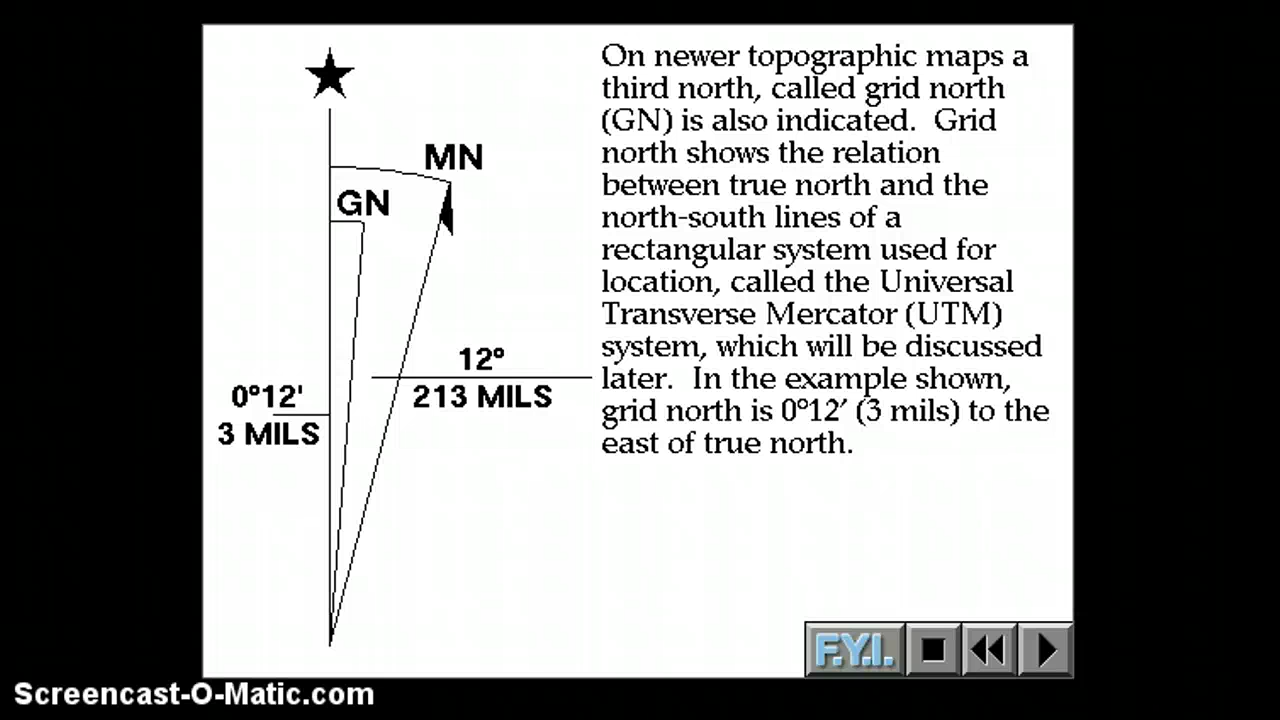 MN
GN
12°
213 MILS
0°12'
3 MILS
On newer topographic maps a
third north, called grid north
(GN) is also indicated.  Grid
north shows the relation
between true north and the
north-south lines of a
rectangular system used for
location, called the Universal
Transverse Mercator (UTM)
system, which will be discussed
later.  In the example shown,
grid north is 0°12′ (3 mils) to the
east of true north.
F.Y.I.
Screencast-O-Matic.com